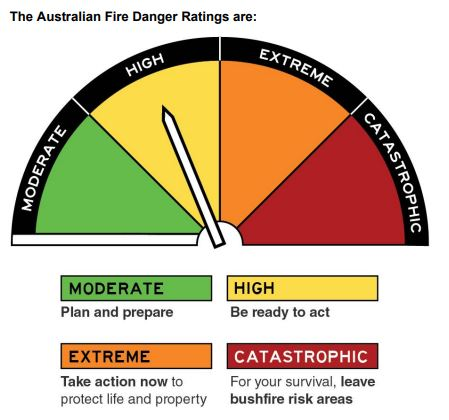 The Australian Fire Danger Ratings are:
MODERATE
HIGH
EXTREME
CATASTROPHIC
MODERATE
Plan and prepare
HIGH
Be ready to act
EXTREME
Take action now to
protect life and property
CATASTROPHIC
For your survival, leave
bushfire risk areas